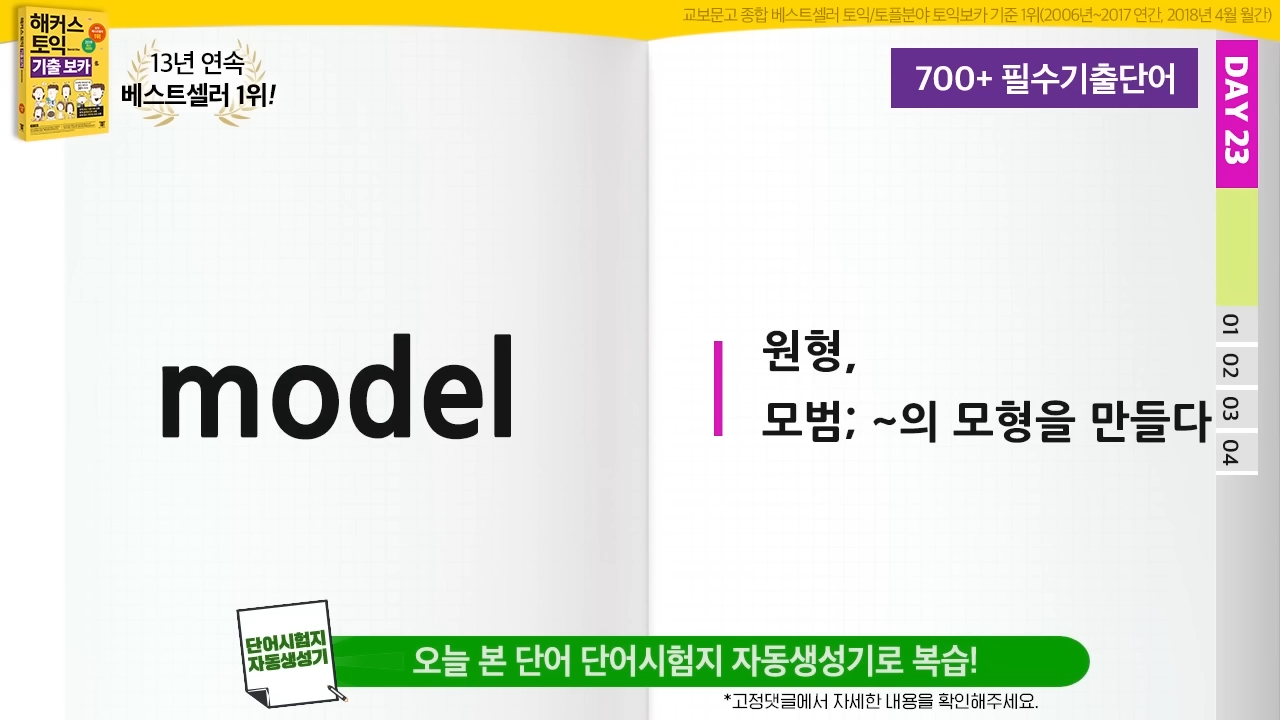 교보문고 종합 베스트셀러 토익/토플분야 토익보카 기준 1위(2006년~2017 연간, 2018년 4월 월간)
해커스
토익
기출 보카
13년 연속
베스트셀러 1위!
700+ 필수기출단어
DAY 23
model
원형,
모범; ~의 모형을 만들다
01
02
03
04
단어시험지
자동생성기
오늘 본 단어 단어시험지 자동생성기로 복습!
*고정댓글에서 자세한 내용을 확인해주세요.